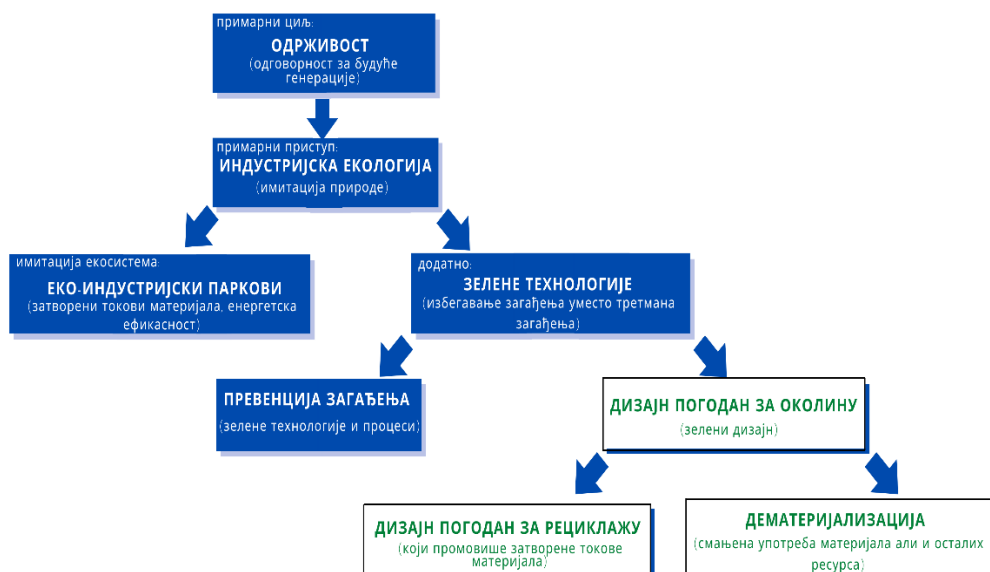 примарни циљ:
ОДРЖИВОСТ
(одговорност за будуће
генерације)
примарни приступ:
ИНДУСТРИЈСКА ЕКОЛОГИЈА
(имитација природе)
имитација екосистема:
ЕКО-ИНДУСТРИЈСКИ ПАРКОВИ
(затворени токови материјала, енергетска
ефикасност)
додатно:
ЗЕЛЕНЕ ТЕХНОЛОГИЈЕ
(избегавање загађења уместо третмана
загађења)
ПРЕВЕНЦИЈА ЗАГАЂЕЊА
(зелене технологије и процеси)
ДИЗАЈН ПОГОДАН ЗА ОКОЛИНУ
(зелени дизајн)
ДИЗАЈН ПОГОДАН ЗА РЕЦИКЛАЖУ
(који промовише затворене токове
материјала)
ДЕМАТЕРИЈАЛИЗАЦИЈА
(смањена употреба материјала али и осталих
ресурса)